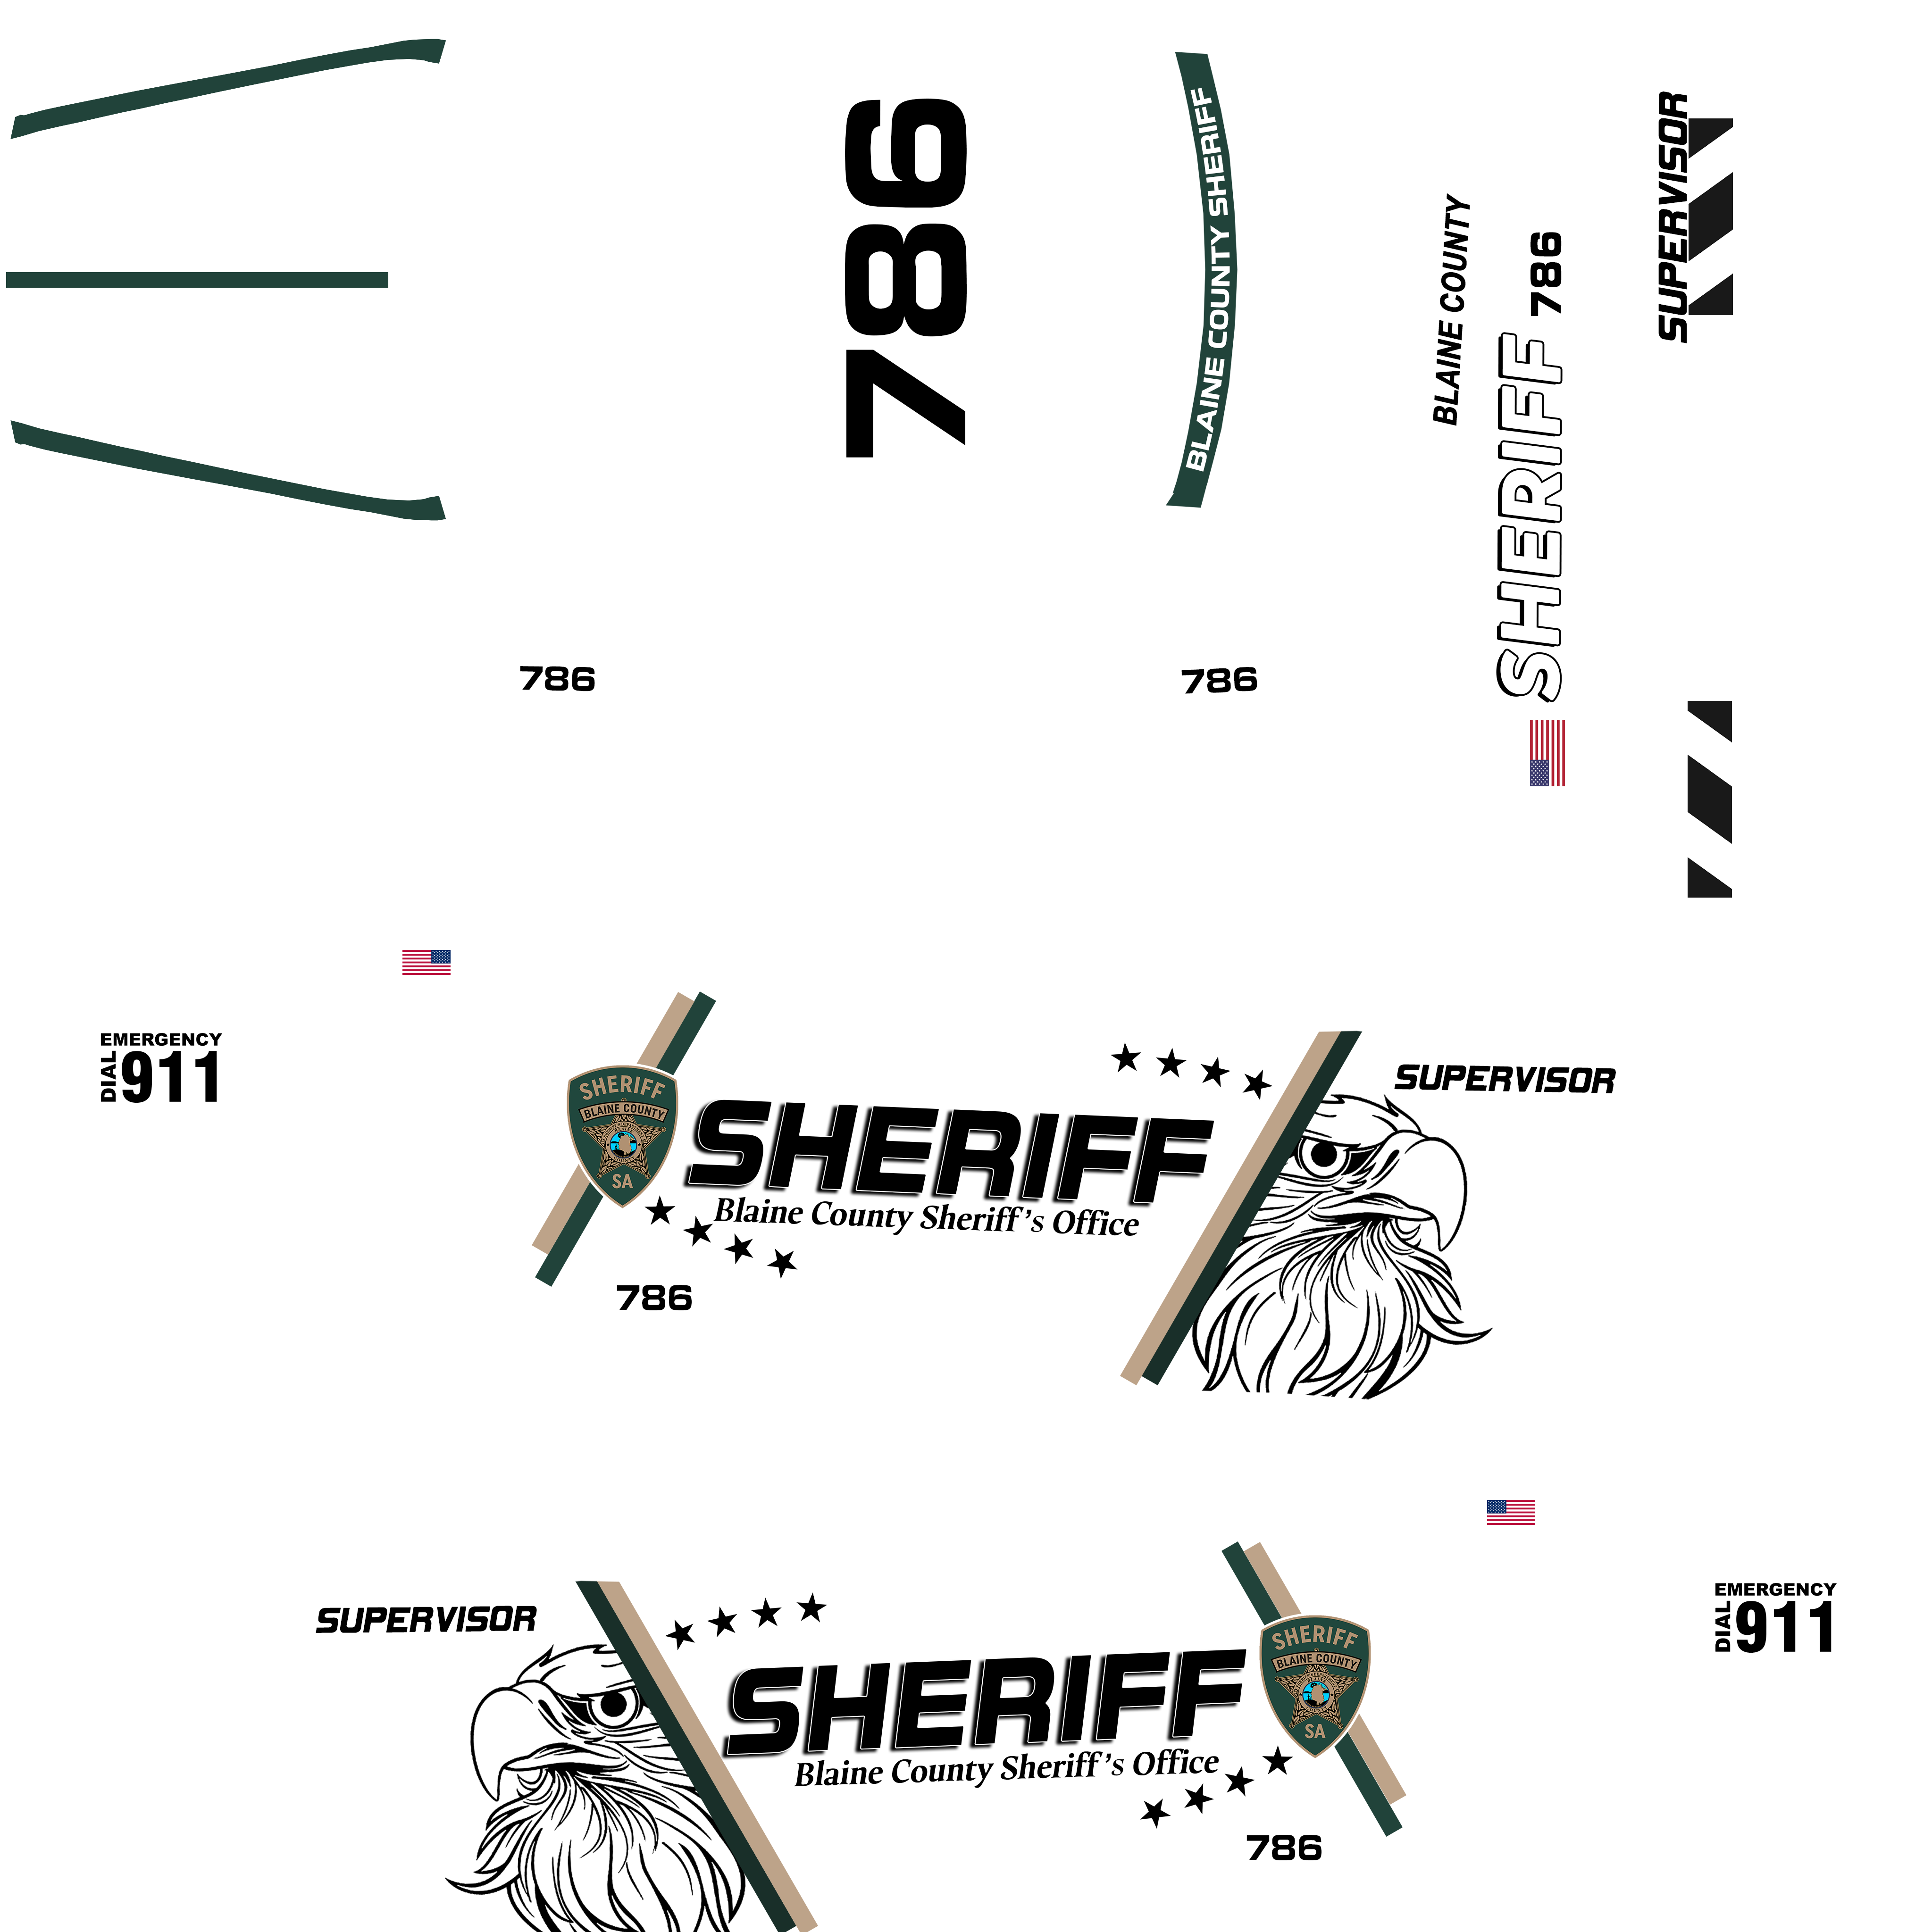 786
BLAINE COUNTY SHERIFF
BLAINE COUNTY
SHERIFF 786
SUPERVISOR
786
786
EMERGENCY
DIAL 911
SHERIFF
BLAINE COUNTY
SA
SHERIFF
Blaine County Sheriff's Office
786
SUPERVISOR
SUPERVISOR
SHERIFF
Blaine County Sheriff's Office
SHERIFF
BLAINE COUNTY
SA
786
EMERGENCY
DIAL 911